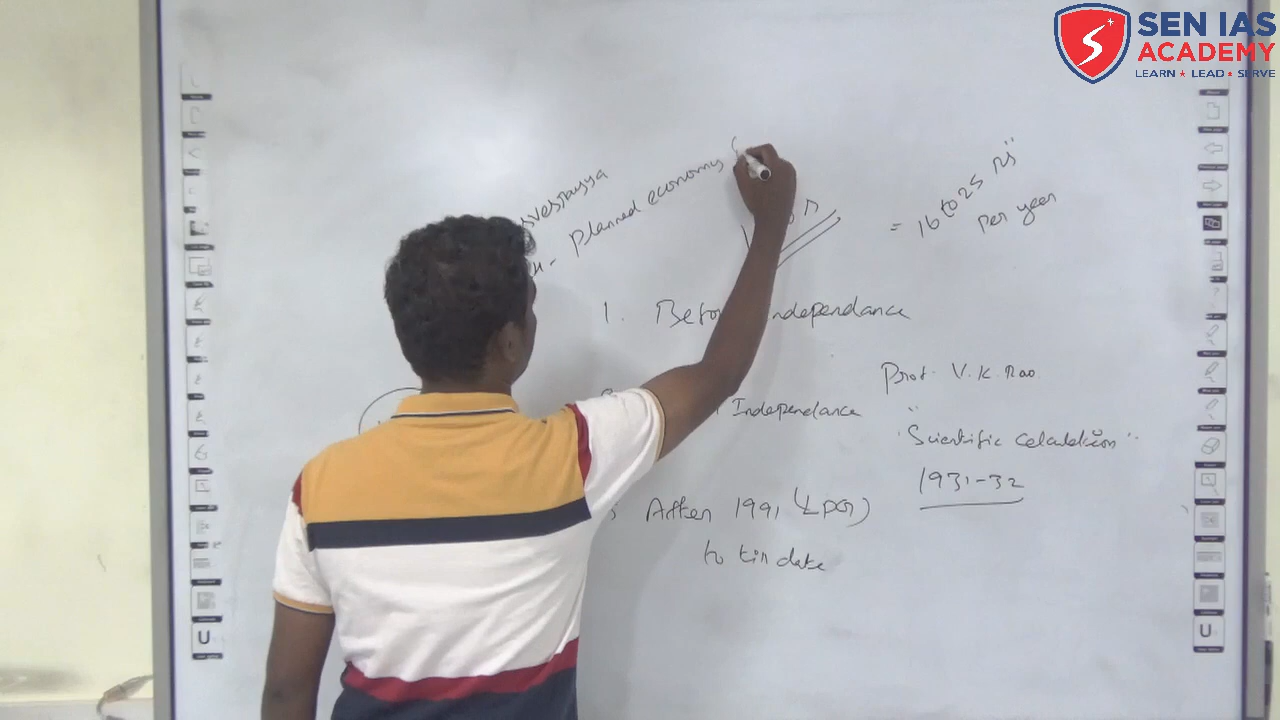 SEN IAS
ACADEMY
LEARN ★ LEAD ★ SERVE
svesrayya
planned economy (
= 16 to 25 rs"
per year
1. Before Independance
Independance
Prof. V. K. Rao
"Scientific calculation"
1931-32
After 1991 (LPG)
to till date
U
U